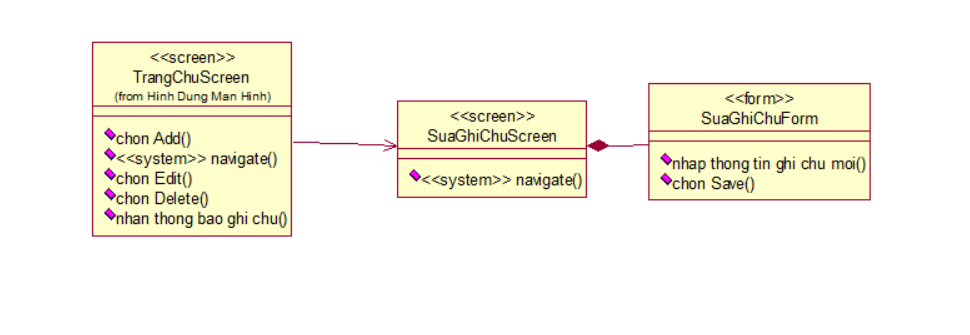 <<screen>>
TrangChuScreen
(from Hinh Dung Man Hinh)
chon Add()
<<system>> navigate()
chon Edit()
chon Delete()
nhan thong bao ghi chu()
<<screen>>
SuaGhiChuScreen
<<system>> navigate()
<<form>>
SuaGhiChuForm
nhap thong tin ghi chu moi()
chon Save()